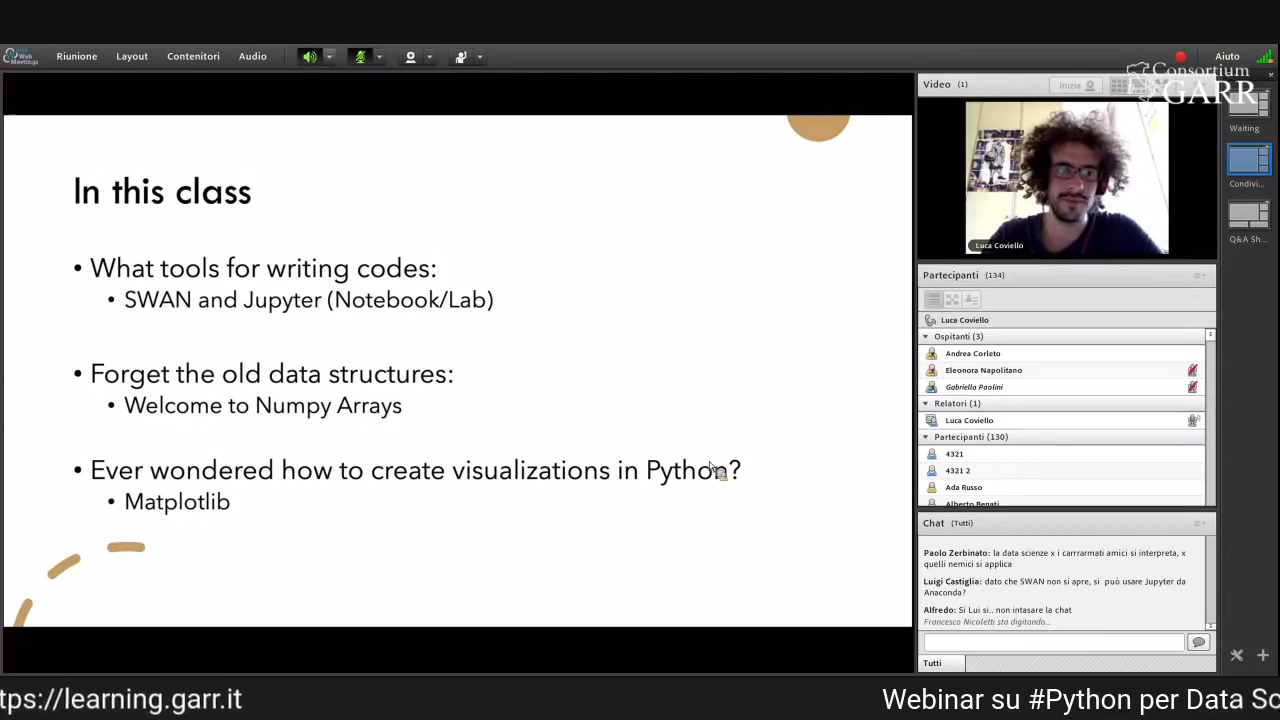 Web Meetings
Riunione Layout Contenitori Audio
Aiuto
Consortium
GARR
In this class
• What tools for writing codes:
• SWAN and Jupyter (Notebook/Lab)
• Forget the old data structures:
• Welcome to Numpy Arrays
• Ever wondered how to create visualizations in Python?
• Matplotlib
Video (1)
Inizia
Luca Coviello
Partecipanti (134)
Luca Coviello
Ospitanti (3)
Andrea Corleto
Eleonora Napolitano
Gabriella Paolini
Relatori (1)
Luca Coviello
Partecipanti (130)
4321
4321 2
Ada Russo
Alberto Benati
Chat (Tutti)
Paolo Zerbinato: la data scienze x i carrrarmati amici si interpreta, x
quelli nemici si applica
Luigi Castiglia: dato che SWAN non si apre, si può usare Jupyter da
Anaconda?
Alfredo: Si Lui si.. non intasare la chat
Francesco Nicoletti sta digitando...
Tutti
Waiting
Condivi...
Q&A Sh...
tps://learning.garr.it
Webinar su #Python per Data Sc